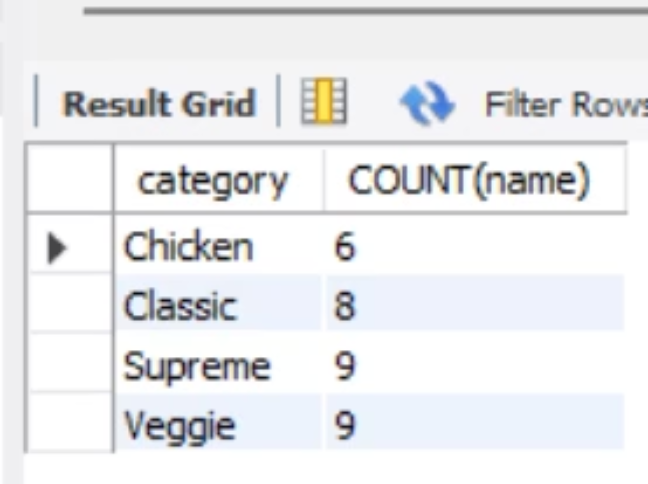 Result Grid Filter Rows
category COUNT(name)
Chicken 6
Classic 8
Supreme 9
Veggie 9